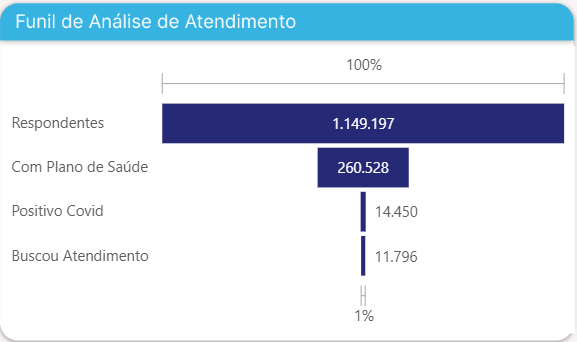 Funil de Análise de Atendimento
100%
Respondentes 1.149.197
Com Plano de Saúde 260.528
Positivo Covid 14.450
Buscou Atendimento 11.796
1%